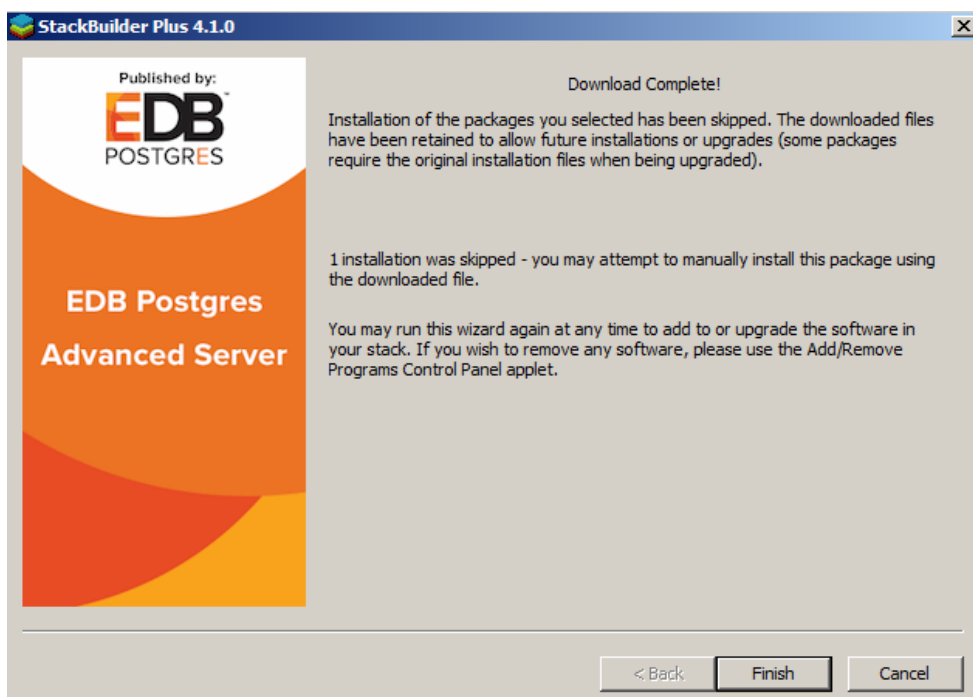 StackBuilder Plus 4.1.0
Published by:
EDB™
POSTGRES
EDB Postgres
Advanced Server
Download Complete!
Installation of the packages you selected has been skipped. The downloaded files
have been retained to allow future installations or upgrades (some packages
require the original installation files when being upgraded).
1 installation was skipped - you may attempt to manually install this package using
the downloaded file.
You may run this wizard again at any time to add to or upgrade the software in
your stack. If you wish to remove any software, please use the Add/Remove
Programs Control Panel applet.
< Back
Finish
Cancel